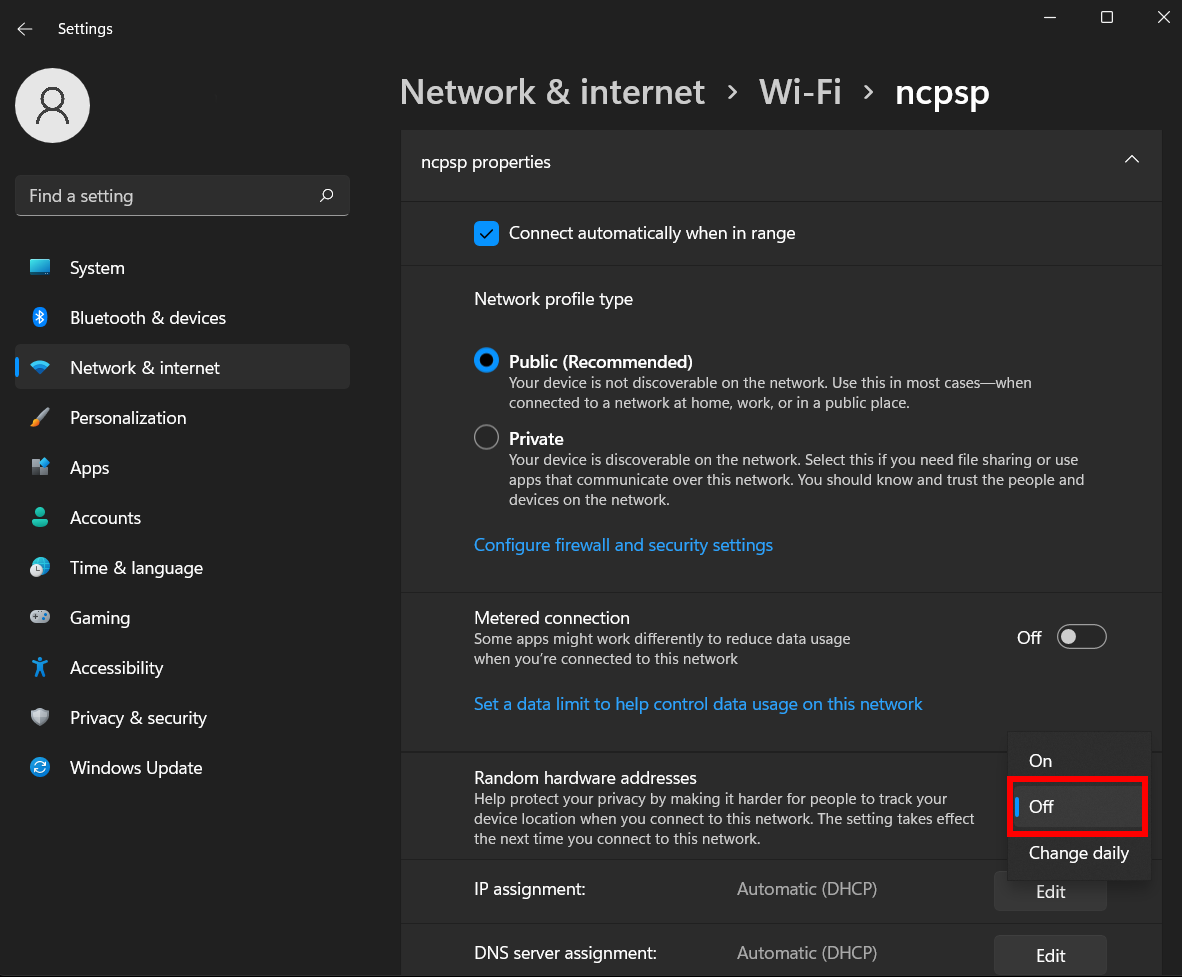 Settings
Network & internet › Wi-Fi › ncpsp
Find a setting
System
Bluetooth & devices
Network & internet
Personalization
Apps
Accounts
Time & language
Gaming
Accessibility
Privacy & security
Windows Update
ncpsp properties
Connect automatically when in range
Network profile type
Public (Recommended)
Your device is not discoverable on the network. Use this in most cases—when
connected to a network at home, work, or in a public place.
Private
Your device is discoverable on the network. Select this if you need file sharing or use
apps that communicate over this network. You should know and trust the people and
devices on the network.
Configure firewall and security settings
Metered connection
Some apps might work differently to reduce data usage
when you’re connected to this network
Off
Set a data limit to help control data usage on this network
Random hardware addresses
Help protect your privacy by making it harder for people to track your
device location when you connect to this network. The setting takes effect
the next time you connect to this network.
On
Off
Change daily
IP assignment: Automatic (DHCP) Edit
DNS server assignment: Automatic (DHCP) Edit